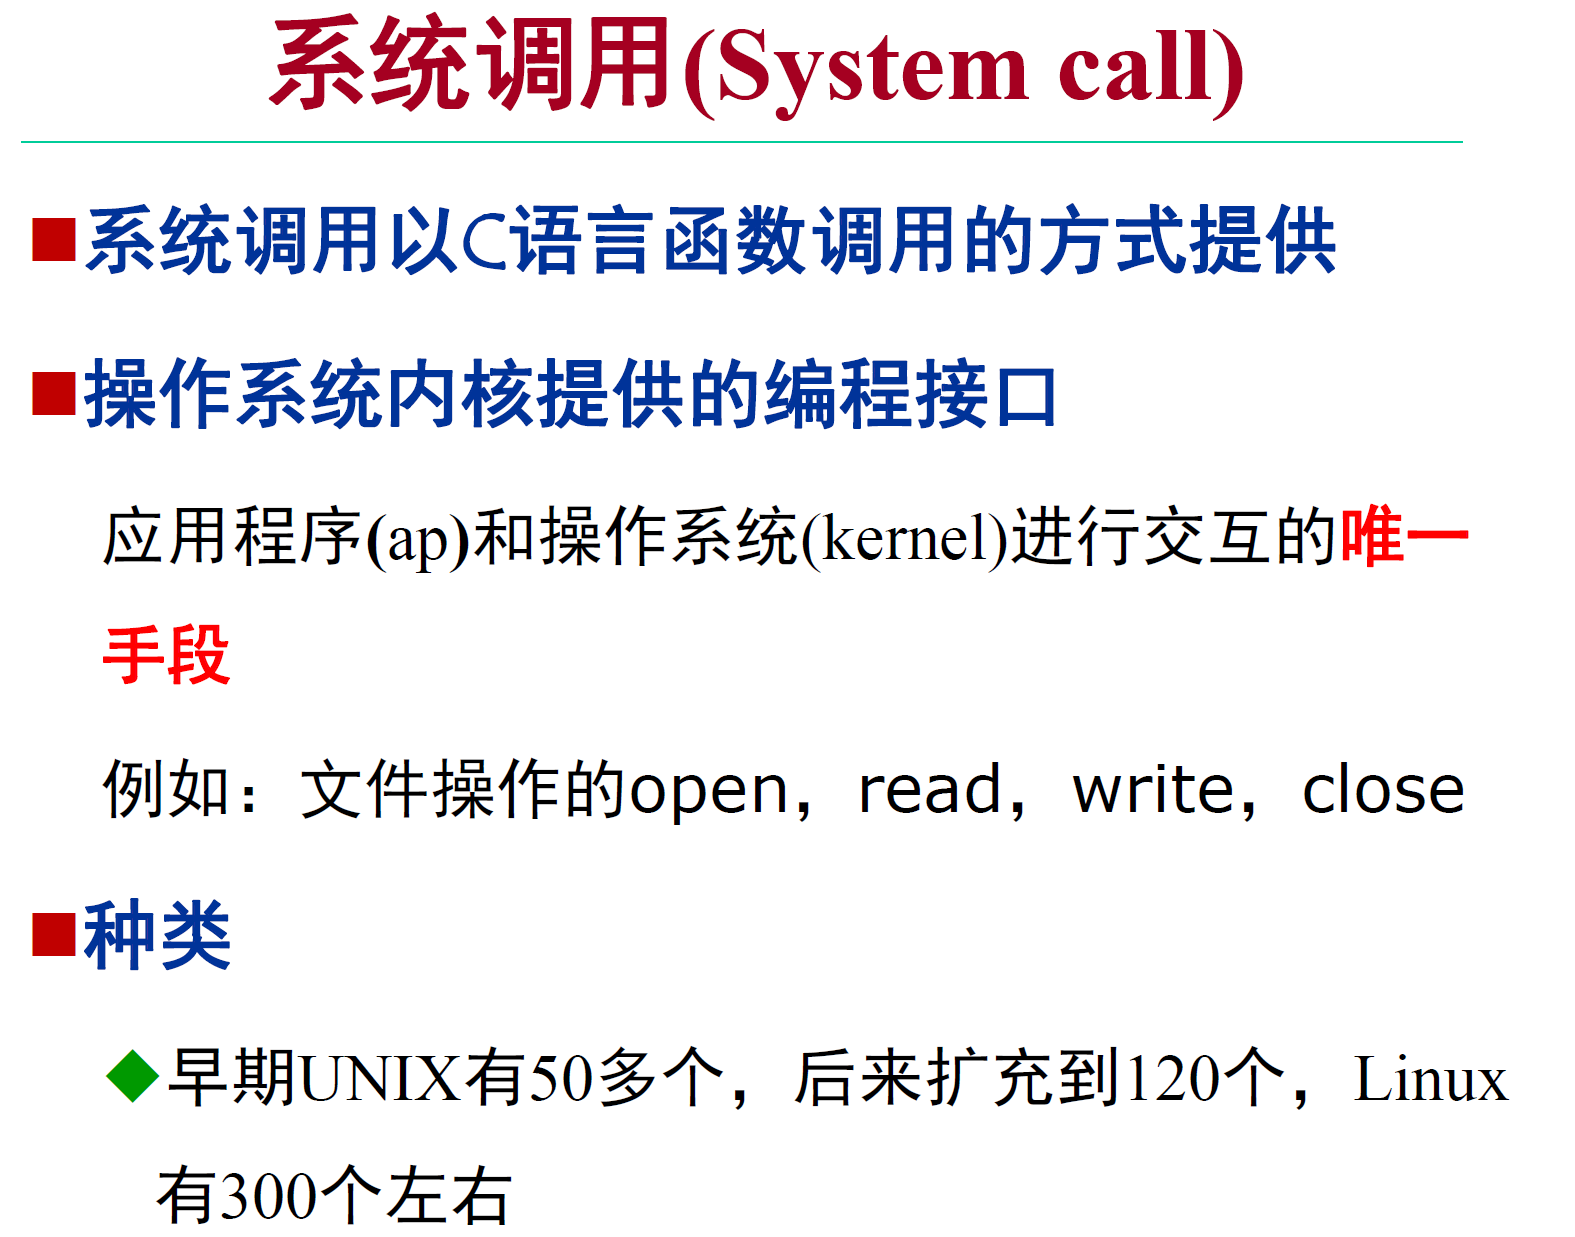 系统调用(System call)
系统调用以C语言函数调用的方式提供
操作系统内核提供的编程接口
应用程序(ap)和操作系统(kernel)进行交互的唯一
手段
例如：文件操作的open，read，write，close
种类
早期UNIX有50多个，后来扩充到120个，Linux
有300个左右